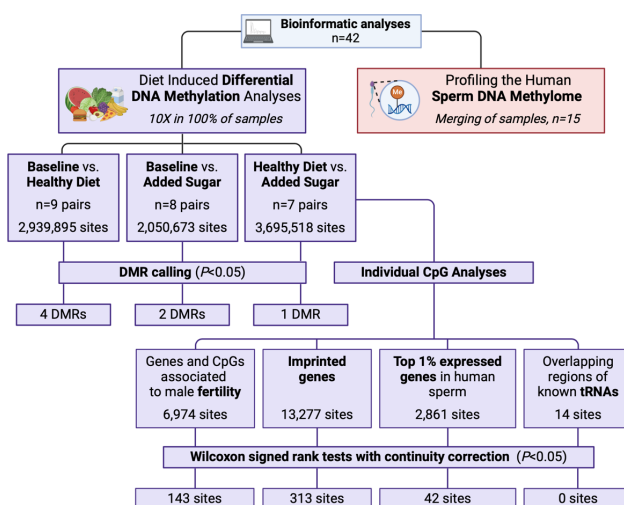 Bioinformatic analyses
n=42
Diet Induced Differential
DNA Methylation Analyses
10X in 100% of samples
Profiling the Human
Sperm DNA Methylome
Merging of samples, n=15
Me
Baseline vs.
Healthy Diet
n=9 pairs
2,939,895 sites
Baseline vs.
Added Sugar
n=8 pairs
2,050,673 sites
Healthy Diet vs.
Added Sugar
n=7 pairs
3,695,518 sites
DMR calling (P<0.05)
Individual CpG Analyses
4 DMRs
2 DMRs
1 DMR
Genes and CpGs
associated
to male fertility
6,974 sites
Imprinted
genes
13,277 sites
Top 1% expressed
genes in human
sperm
2,861 sites
Overlapping
regions of
known tRNAs
14 sites
Wilcoxon signed rank tests with continuity correction (P<0.05)
143 sites
313 sites
42 sites
0 sites